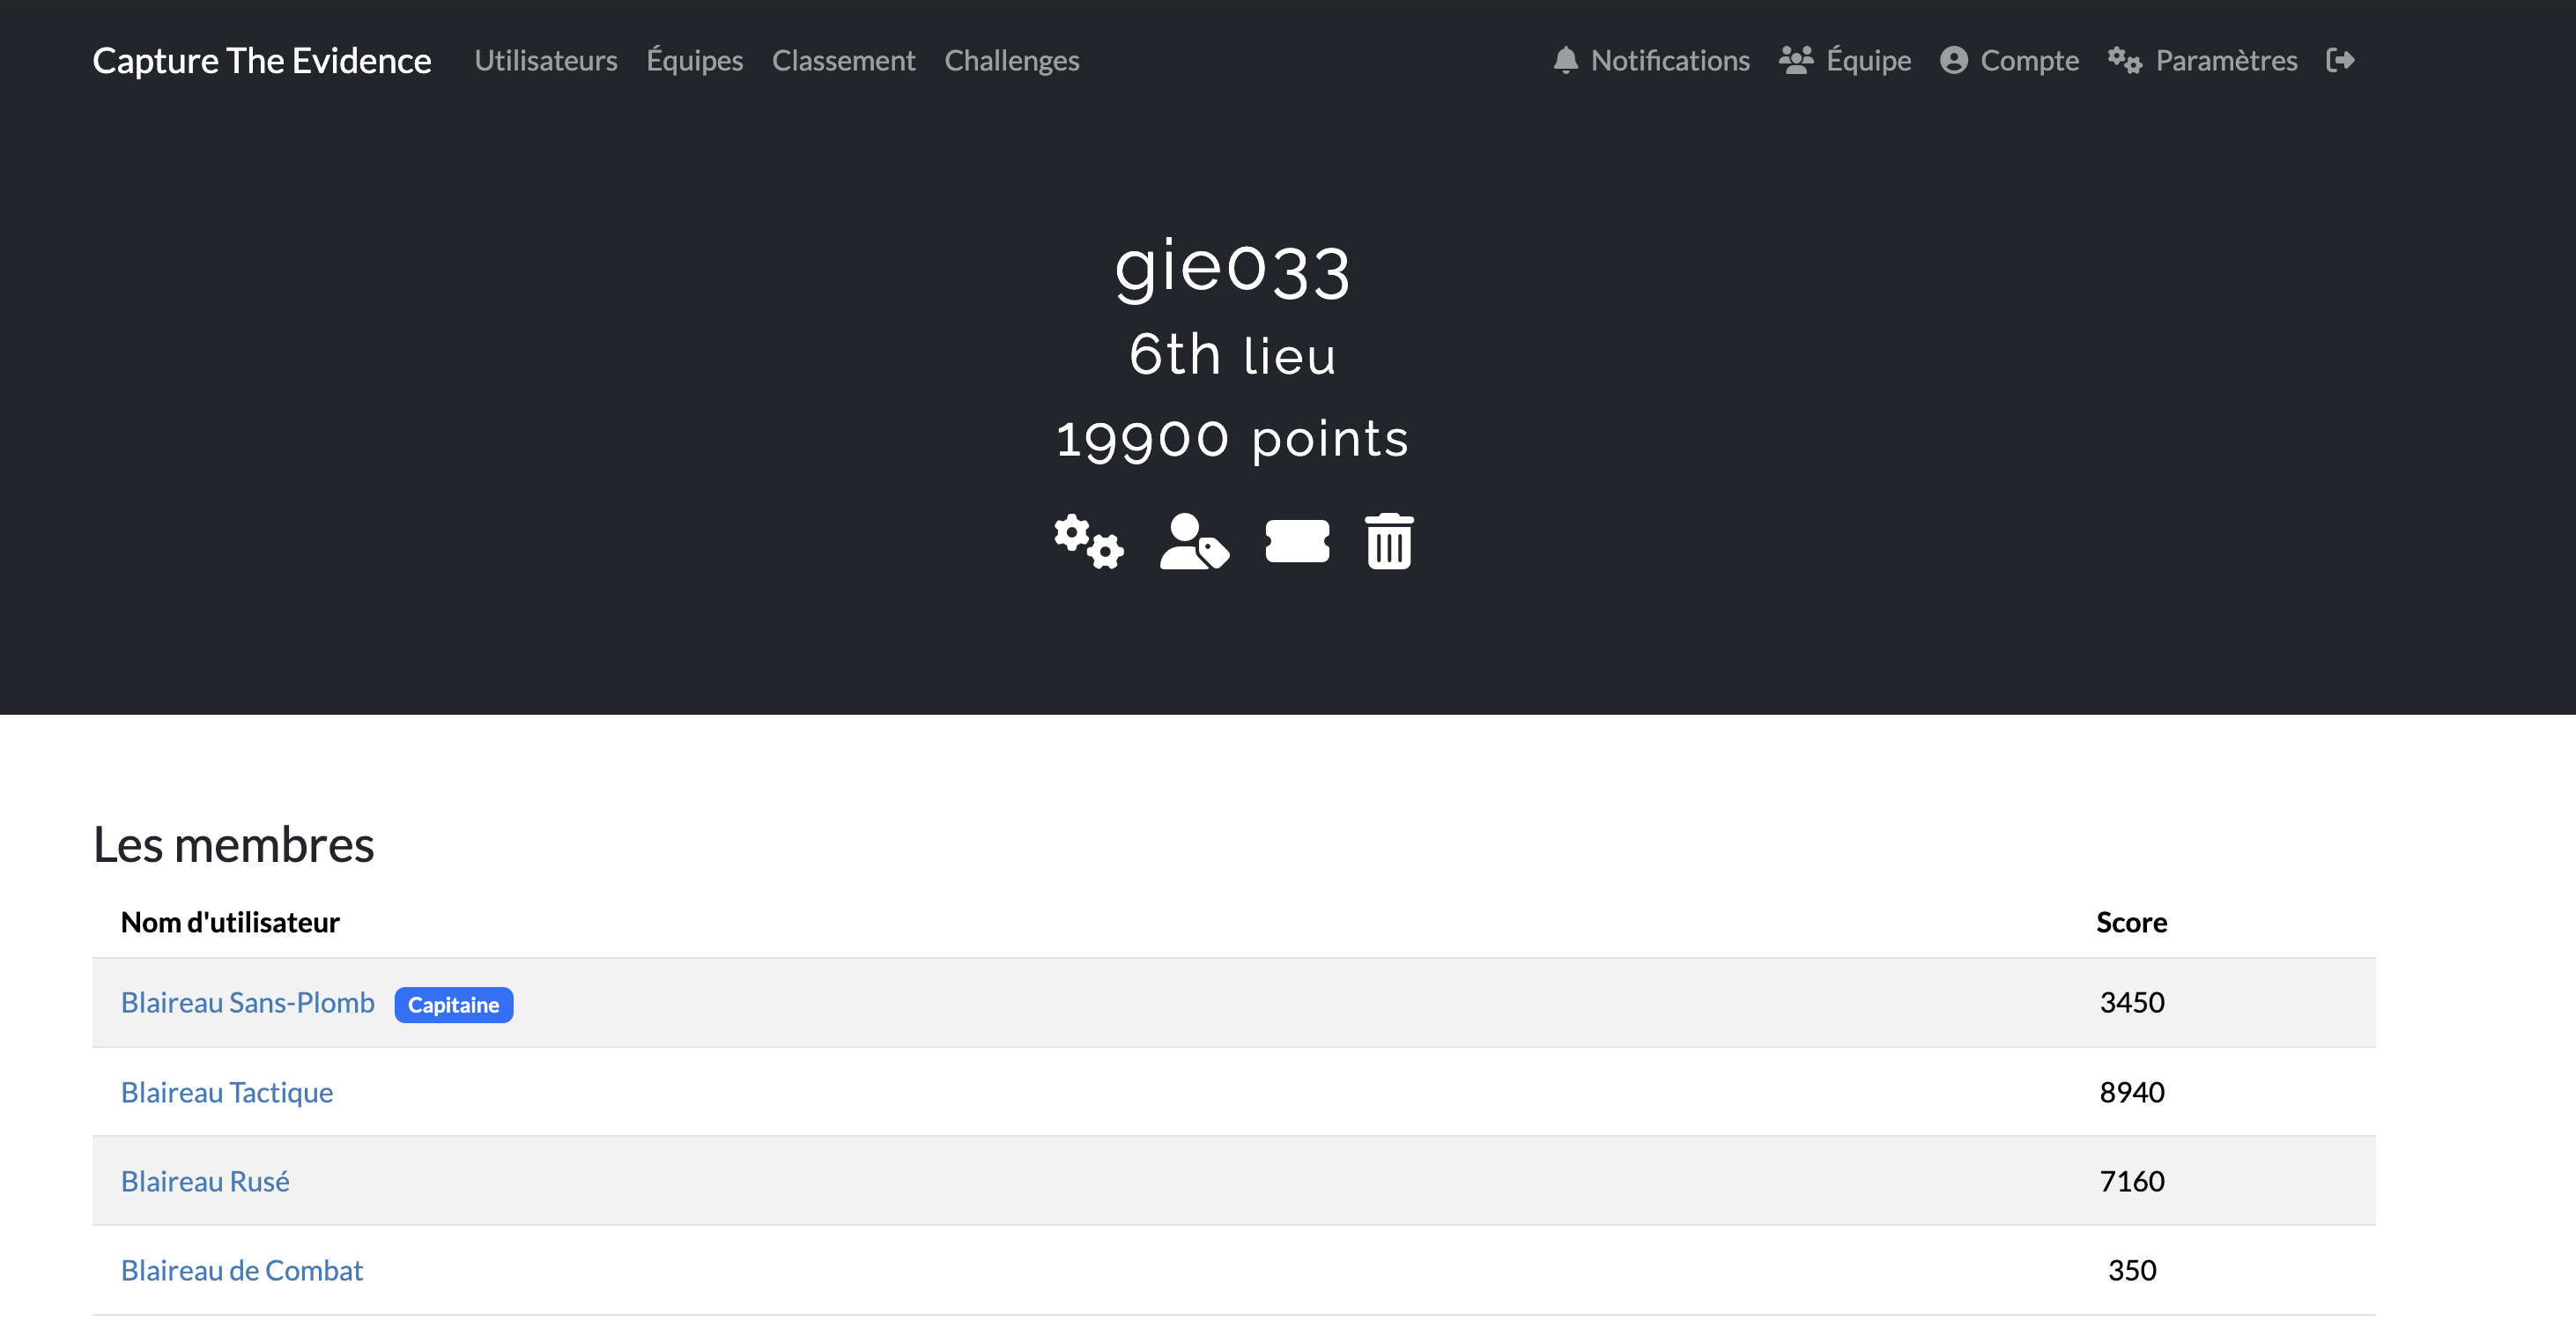 Capture The Evidence Utilisateurs Équipes Classement Challenges Notifications Équipe Compte Paramètres
gie033
6th lieu
19900 points
Les membres
Nom d'utilisateur Score
Blaireau Sans-Plomb Capitaine 3450
Blaireau Tactique 8940
Blaireau Rusé 7160
Blaireau de Combat 350